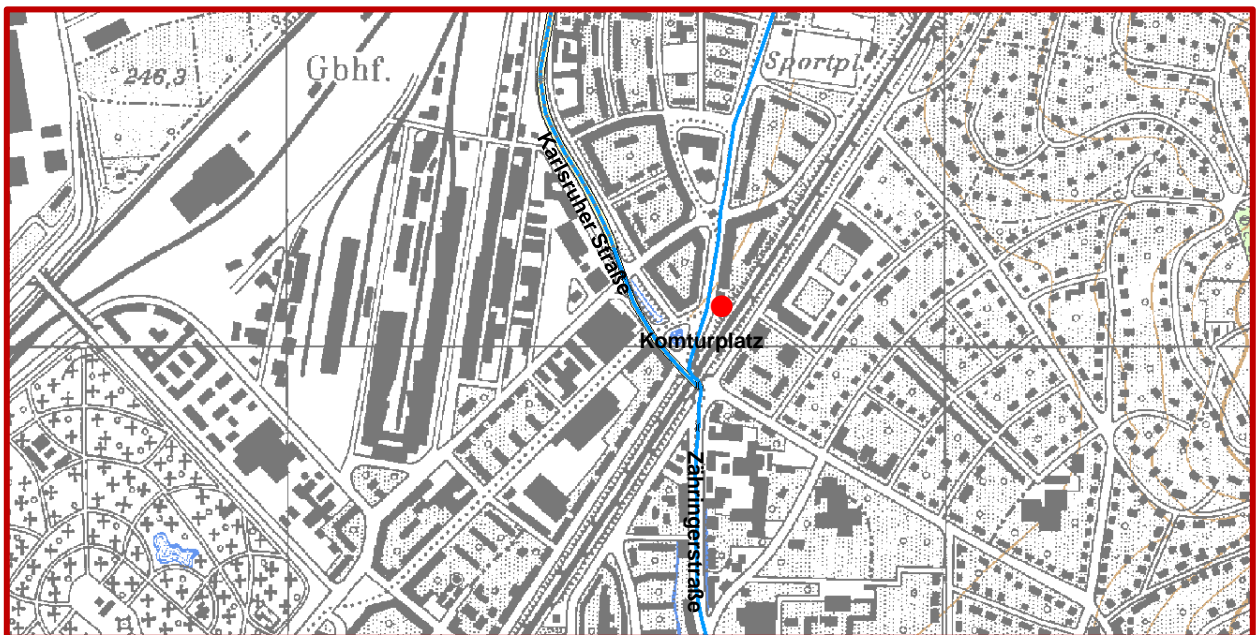 Gbhf.
Sportpl.
246,3
Karlsruher Straße
Komturplatz
Zähringerstraße